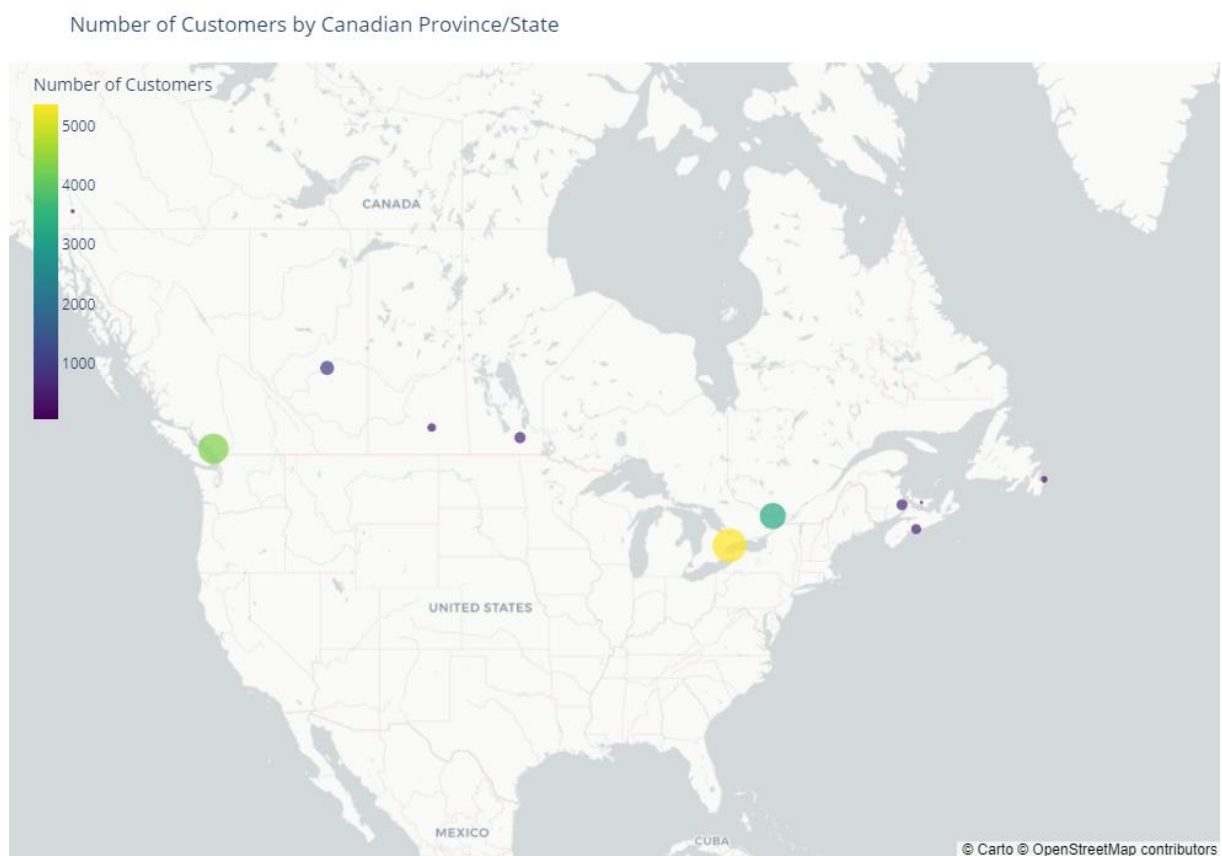 Number of Customers by Canadian Province/State
Number of Customers
5000
4000
3000
2000
1000
CANADA
UNITED STATES
MEXICO
CUBA
© Carto © OpenStreetMap contributors